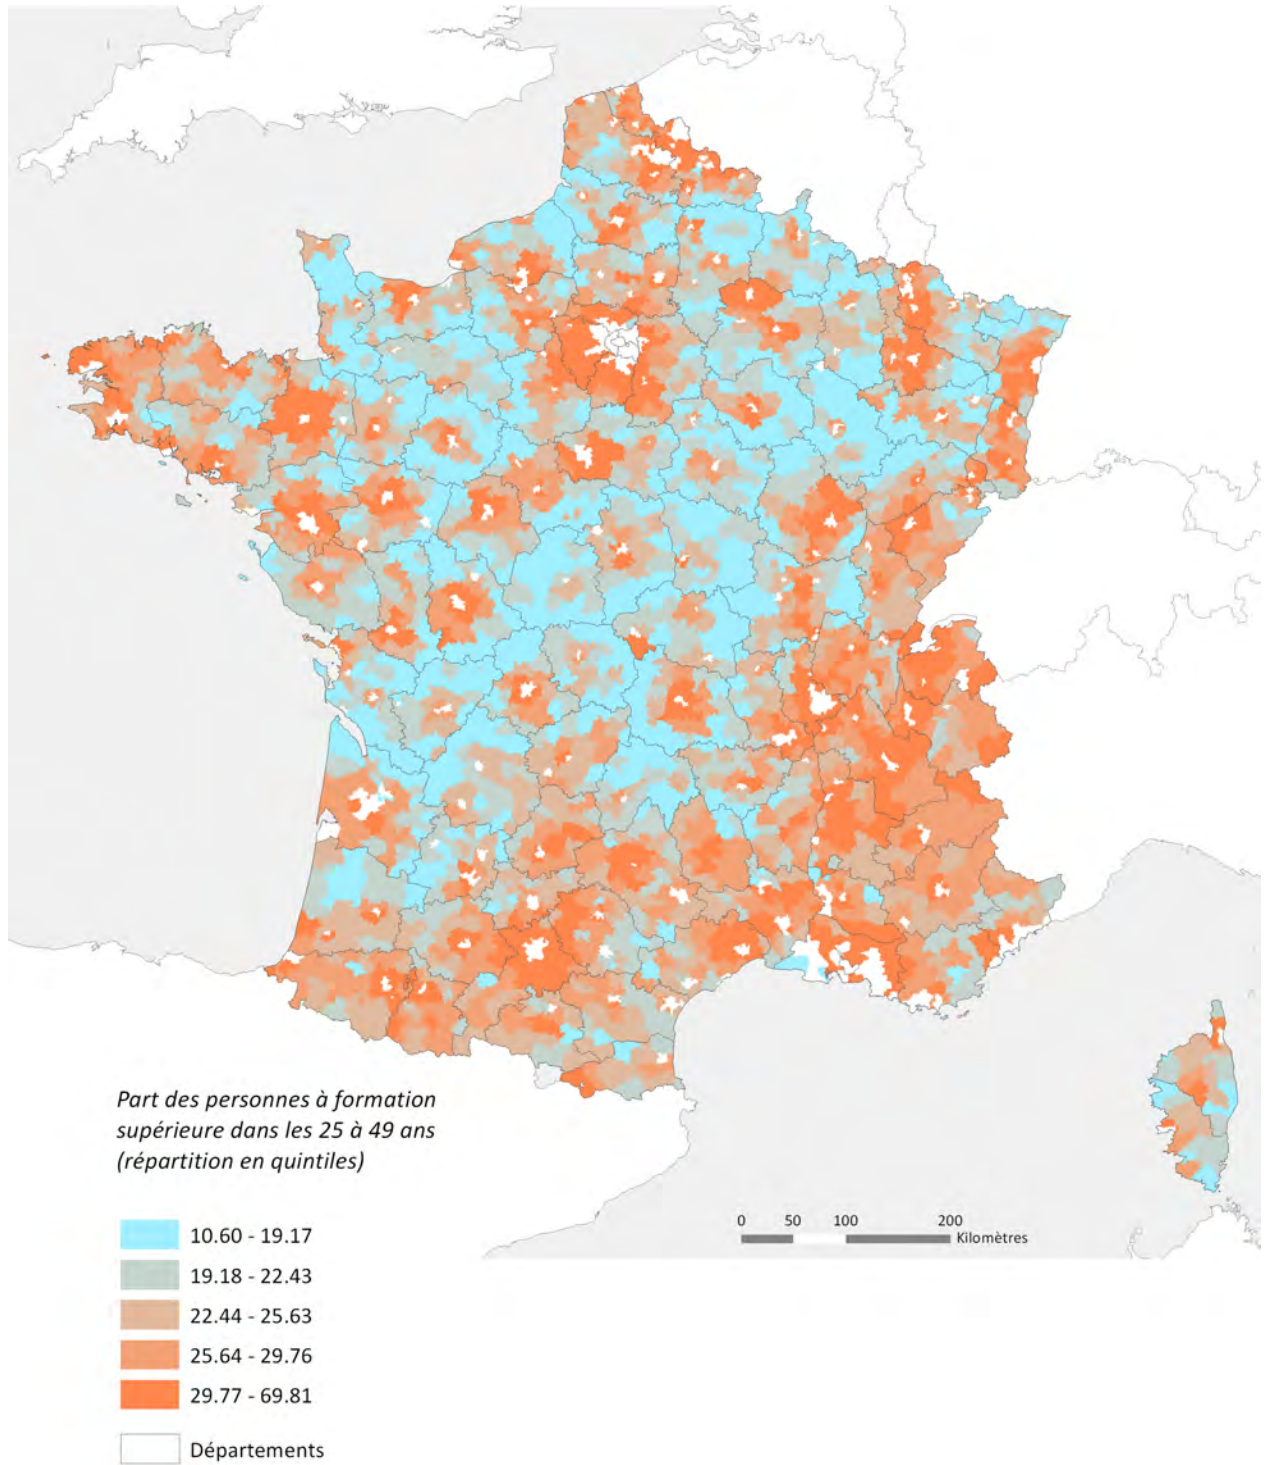 Part des personnes à formation
supérieure dans les 25 à 49 ans
(répartition en quintiles)
10.60 - 19.17
19.18 - 22.43
22.44 - 25.63
25.64 - 29.76
29.77 - 69.81
Départements
0 50 100 200
Kilomètres